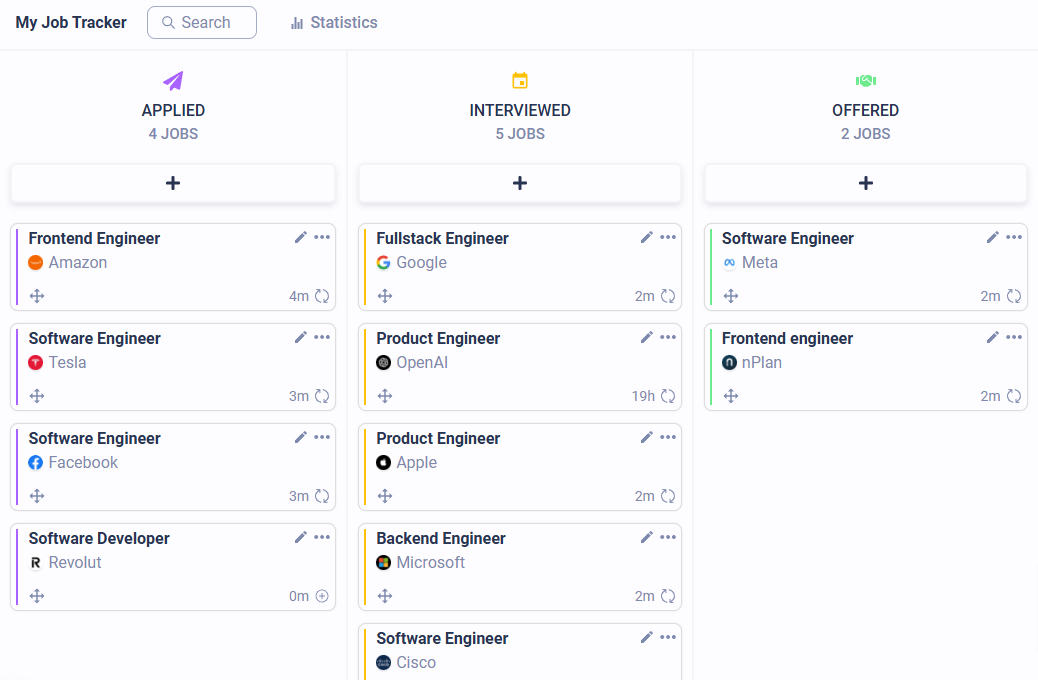 My Job Tracker
Search
Statistics
APPLIED
4 JOBS
Frontend Engineer
Amazon
4m
Software Engineer
Tesla
3m
Software Engineer
Facebook
3m
Software Developer
Revolut
0m
INTERVIEWED
5 JOBS
Fullstack Engineer
Google
2m
Product Engineer
OpenAI
19h
Product Engineer
Apple
2m
Backend Engineer
Microsoft
2m
Software Engineer
Cisco
OFFERED
2 JOBS
Software Engineer
Meta
2m
Frontend engineer
nPlan
2m